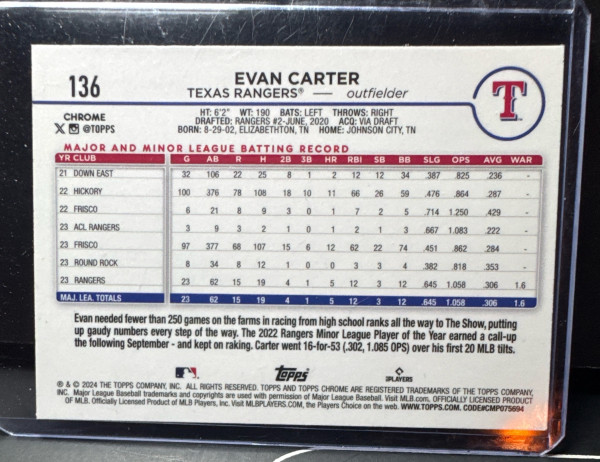 136
EVAN CARTER
TEXAS RANGERS® — outfielder
T
CHROME
X @TOPPS
HT: 6'2" WT: 190 BATS: LEFT THROWS: RIGHT
DRAFTED: RANGERS #2-JUNE, 2020 ACQ: VIA DRAFT
BORN: 8-29-02, ELIZABETHTON, TN HOME: JOHNSON CITY, TN
MAJOR AND MINOR LEAGUE BATTING RECORD
YR CLUB G AB R H 2B 3B HR RBI SB BB SLG OPS AVG WAR
21 DOWN EAST 32 106 22 25 8 1 2 12 12 34 .387 .825 .236 -
22 HICKORY 100 376 78 108 18 10 11 66 26 59 .476 .864 .287 -
22 FRISCO 6 21 8 9 3 0 1 7 2 5 .714 1.250 .429 -
23 ACL RANGERS 3 9 3 2 1 0 1 2 1 3 .667 1.083 .222 -
23 FRISCO 97 377 68 107 15 6 12 62 22 74 .451 .862 .284 -
23 ROUND ROCK 8 34 8 12 1 0 0 3 3 4 .382 .818 .353 -
23 RANGERS 23 62 15 19 4 1 5 12 3 12 .645 1.058 .306 1.6
MAJ. LEA. TOTALS 23 62 15 19 4 1 5 12 3 12 .645 1.058 .306 1.6
Evan needed fewer than 250 games on the farms in racing from high school ranks all the way to The Show, putting
up gaudy numbers every step of the way. The 2022 Rangers Minor League Player of the Year earned a call-up
the following September - and kept on raking. Carter went 16-for-53 (.302, 1.085 OPS) over his first 20 MLB tilts.
topps
PLAYERS
® & © 2024 THE TOPPS COMPANY, INC. ALL RIGHTS RESERVED. TOPPS AND TOPPS CHROME ARE REGISTERED TRADEMARKS OF THE TOPPS COMPANY,
INC. Major League Baseball trademarks and copyrights are used with permission of Major League Baseball. Visit MLB.com. OFFICIALLY LICENSED PRODUCT
OF MLB. Officially Licensed Product of MLB Players, Inc. Visit MLBPLAYERS.COM, the Players Choice on the web. WWW.TOPPS.COM. CODE#CMP075694